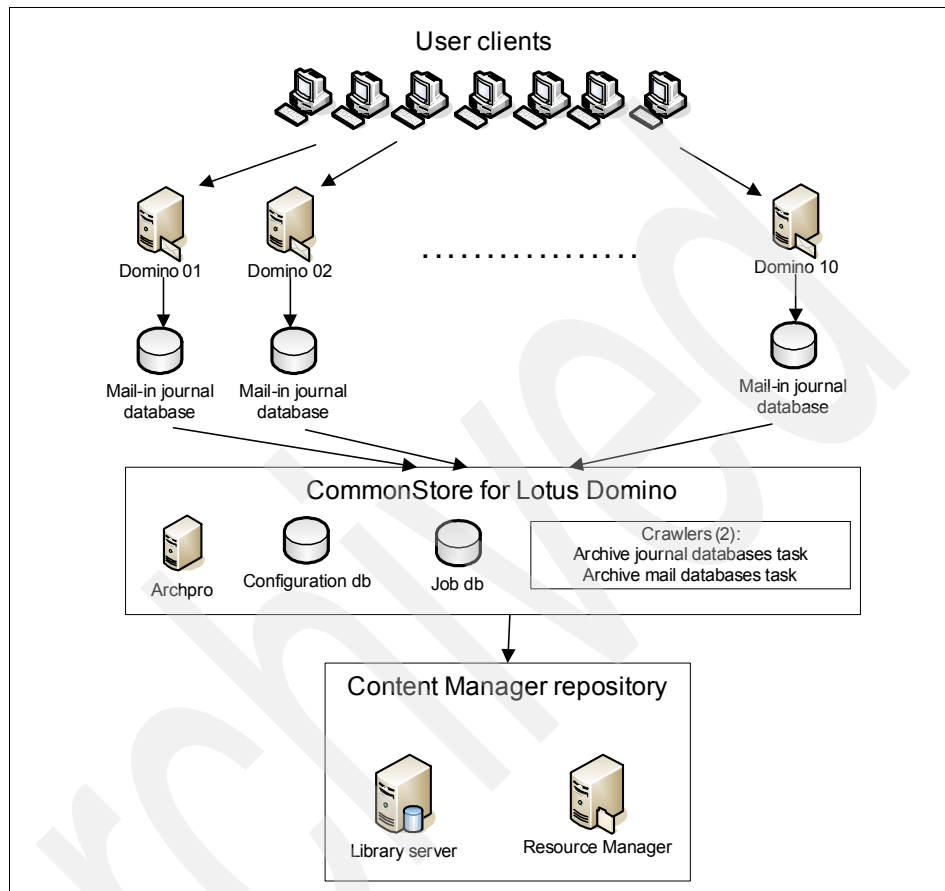 User clients
Domino 01
Domino 02
. . . . . . . . . . . . . . . . .
Domino 10
Mail-in journal
database
Mail-in journal
database
Mail-in journal
database
CommonStore for Lotus Domino
Archpro
Configuration db
Job db
Crawlers (2):
Archive journal databases task
Archive mail databases task
Content Manager repository
Library server
Resource Manager
rchived